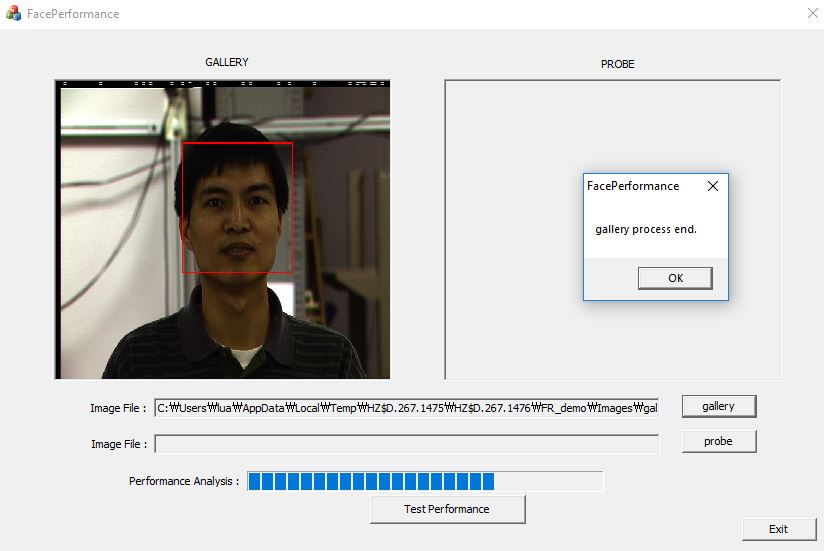 FacePerformance
GALLERY
PROBE
FacePerformance
gallery process end.
OK
Image File :
C:₩Users₩lua₩AppData₩Local₩Temp₩HZ$D.267.1475₩HZ$D.267.1476₩FR_demo₩Images₩gal
gallery
Image File :
probe
Performance Analysis :
Test Performance
Exit